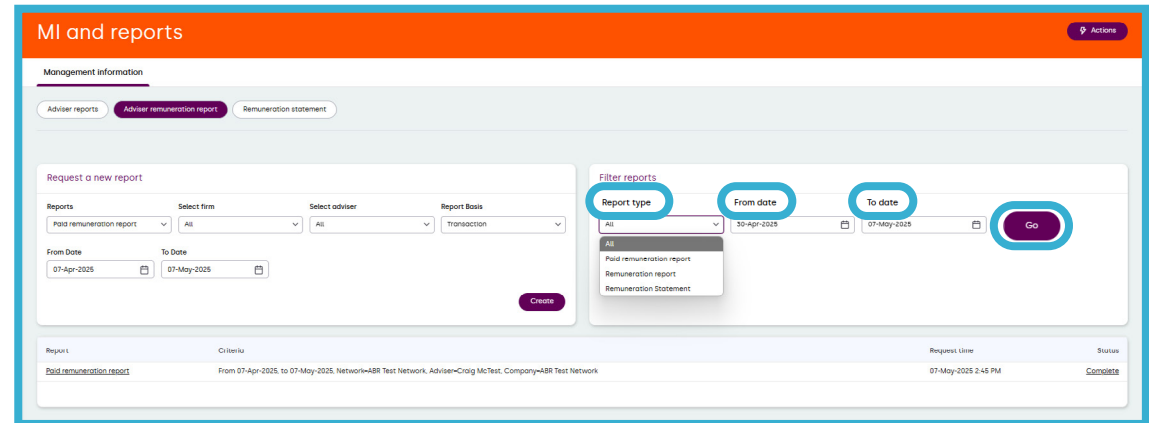 MI and reports
Actions
Management information
Adviser reports
Adviser remuneration report
Remuneration statement
Request a new report
Reports
Select firm
Select adviser
Report Basis
Paid remuneration report
All
All
Transaction
From Date
To Date
07-Apr-2025
07-May-2025
Create
Filter reports
Report type
From date
To date
All
30-Apr-2025
07-May-2025
Go
All
Paid remuneration report
Remuneration report
Remuneration Statement
Report
Criteria
Request time
Status
Paid remuneration report
From 07-Apr-2025, to 07-May-2025, Network=ABR Test Network, Adviser=Craig McTest, Company=ABR Test Network
07-May-2025 2:45 PM
Complete